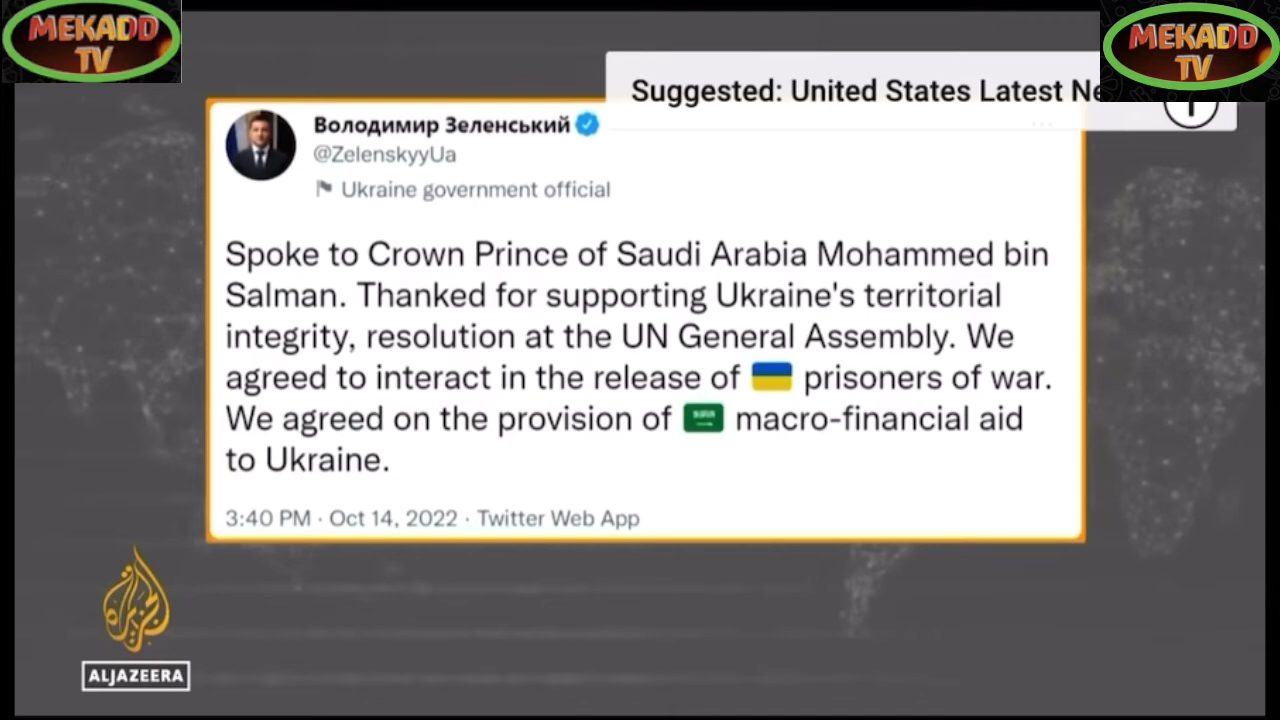 MEKADD
TV
MEKADD
TV
Suggested: United States Latest Ne
Володимир Зеленський
@ZelenskyyUa
Ukraine government official
Spoke to Crown Prince of Saudi Arabia Mohammed bin
Salman. Thanked for supporting Ukraine's territorial
integrity, resolution at the UN General Assembly. We
agreed to interact in the release of 🇺🇦 prisoners of war.
We agreed on the provision of 🇸🇦 macro-financial aid
to Ukraine.
3:40 PM · Oct 14, 2022 · Twitter Web App
الجزيرة
ALJAZEERA